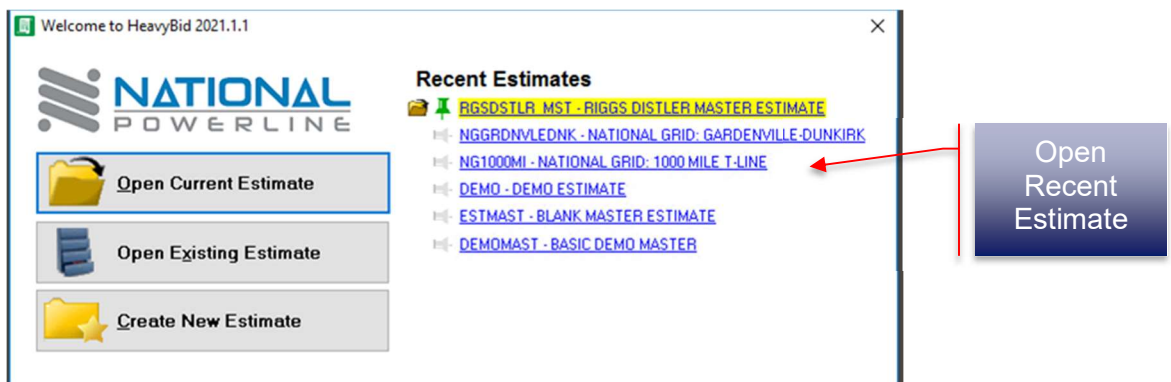 Welcome to HeavyBid 2021.1.1
NATIONAL
POWERLINE
Open Current Estimate
Open Existing Estimate
Create New Estimate
Recent Estimates
RGSDSTLR_MST - RIGGS DISTLER MASTER ESTIMATE
NGGRDNVLEDNK - NATIONAL GRID: GARDENVILLE-DUNKIRK
NG1000MI - NATIONAL GRID: 1000 MILE T-LINE
DEMO - DEMO ESTIMATE
ESTMAST - BLANK MASTER ESTIMATE
DEMOMAST - BASIC DEMO MASTER
Open
Recent
Estimate